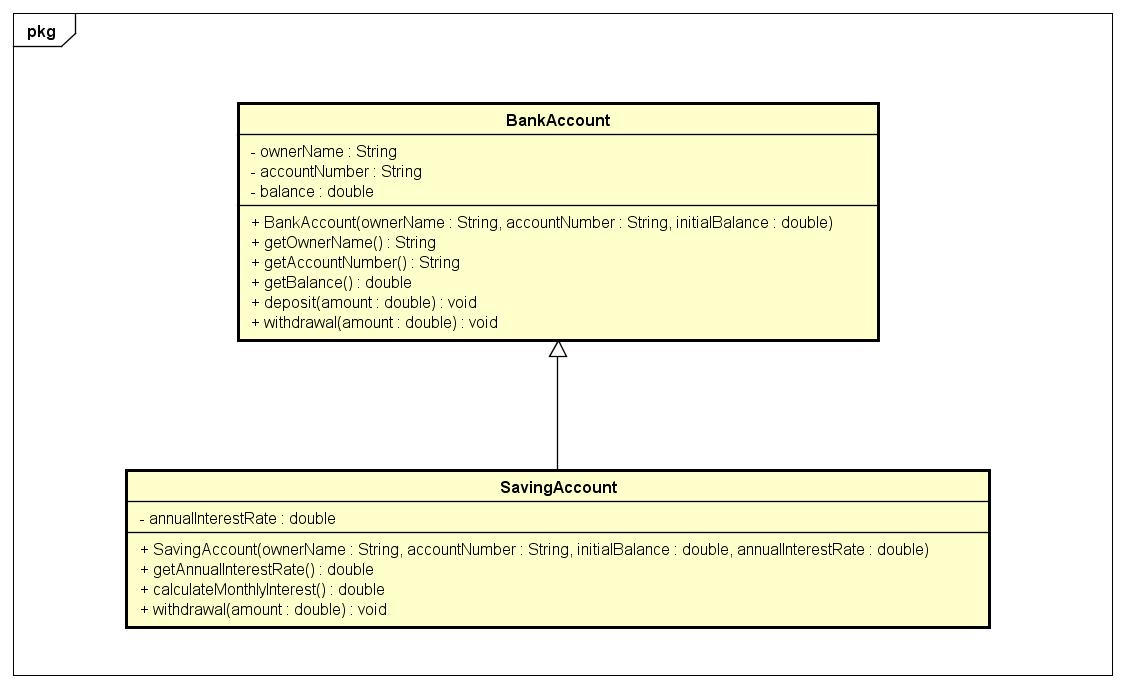 pkg
BankAccount
- ownerName : String
- accountNumber : String
- balance : double
+ BankAccount(ownerName : String, accountNumber : String, initialBalance : double)
+ getOwnerName() : String
+ getAccountNumber() : String
+ getBalance() : double
+ deposit(amount : double) : void
+ withdrawal(amount : double) : void
SavingAccount
- annualInterestRate : double
+ SavingAccount(ownerName : String, accountNumber : String, initialBalance : double, annualInterestRate : double)
+ getAnnualInterestRate() : double
+ calculateMonthlyInterest() : double
+ withdrawal(amount : double) : void